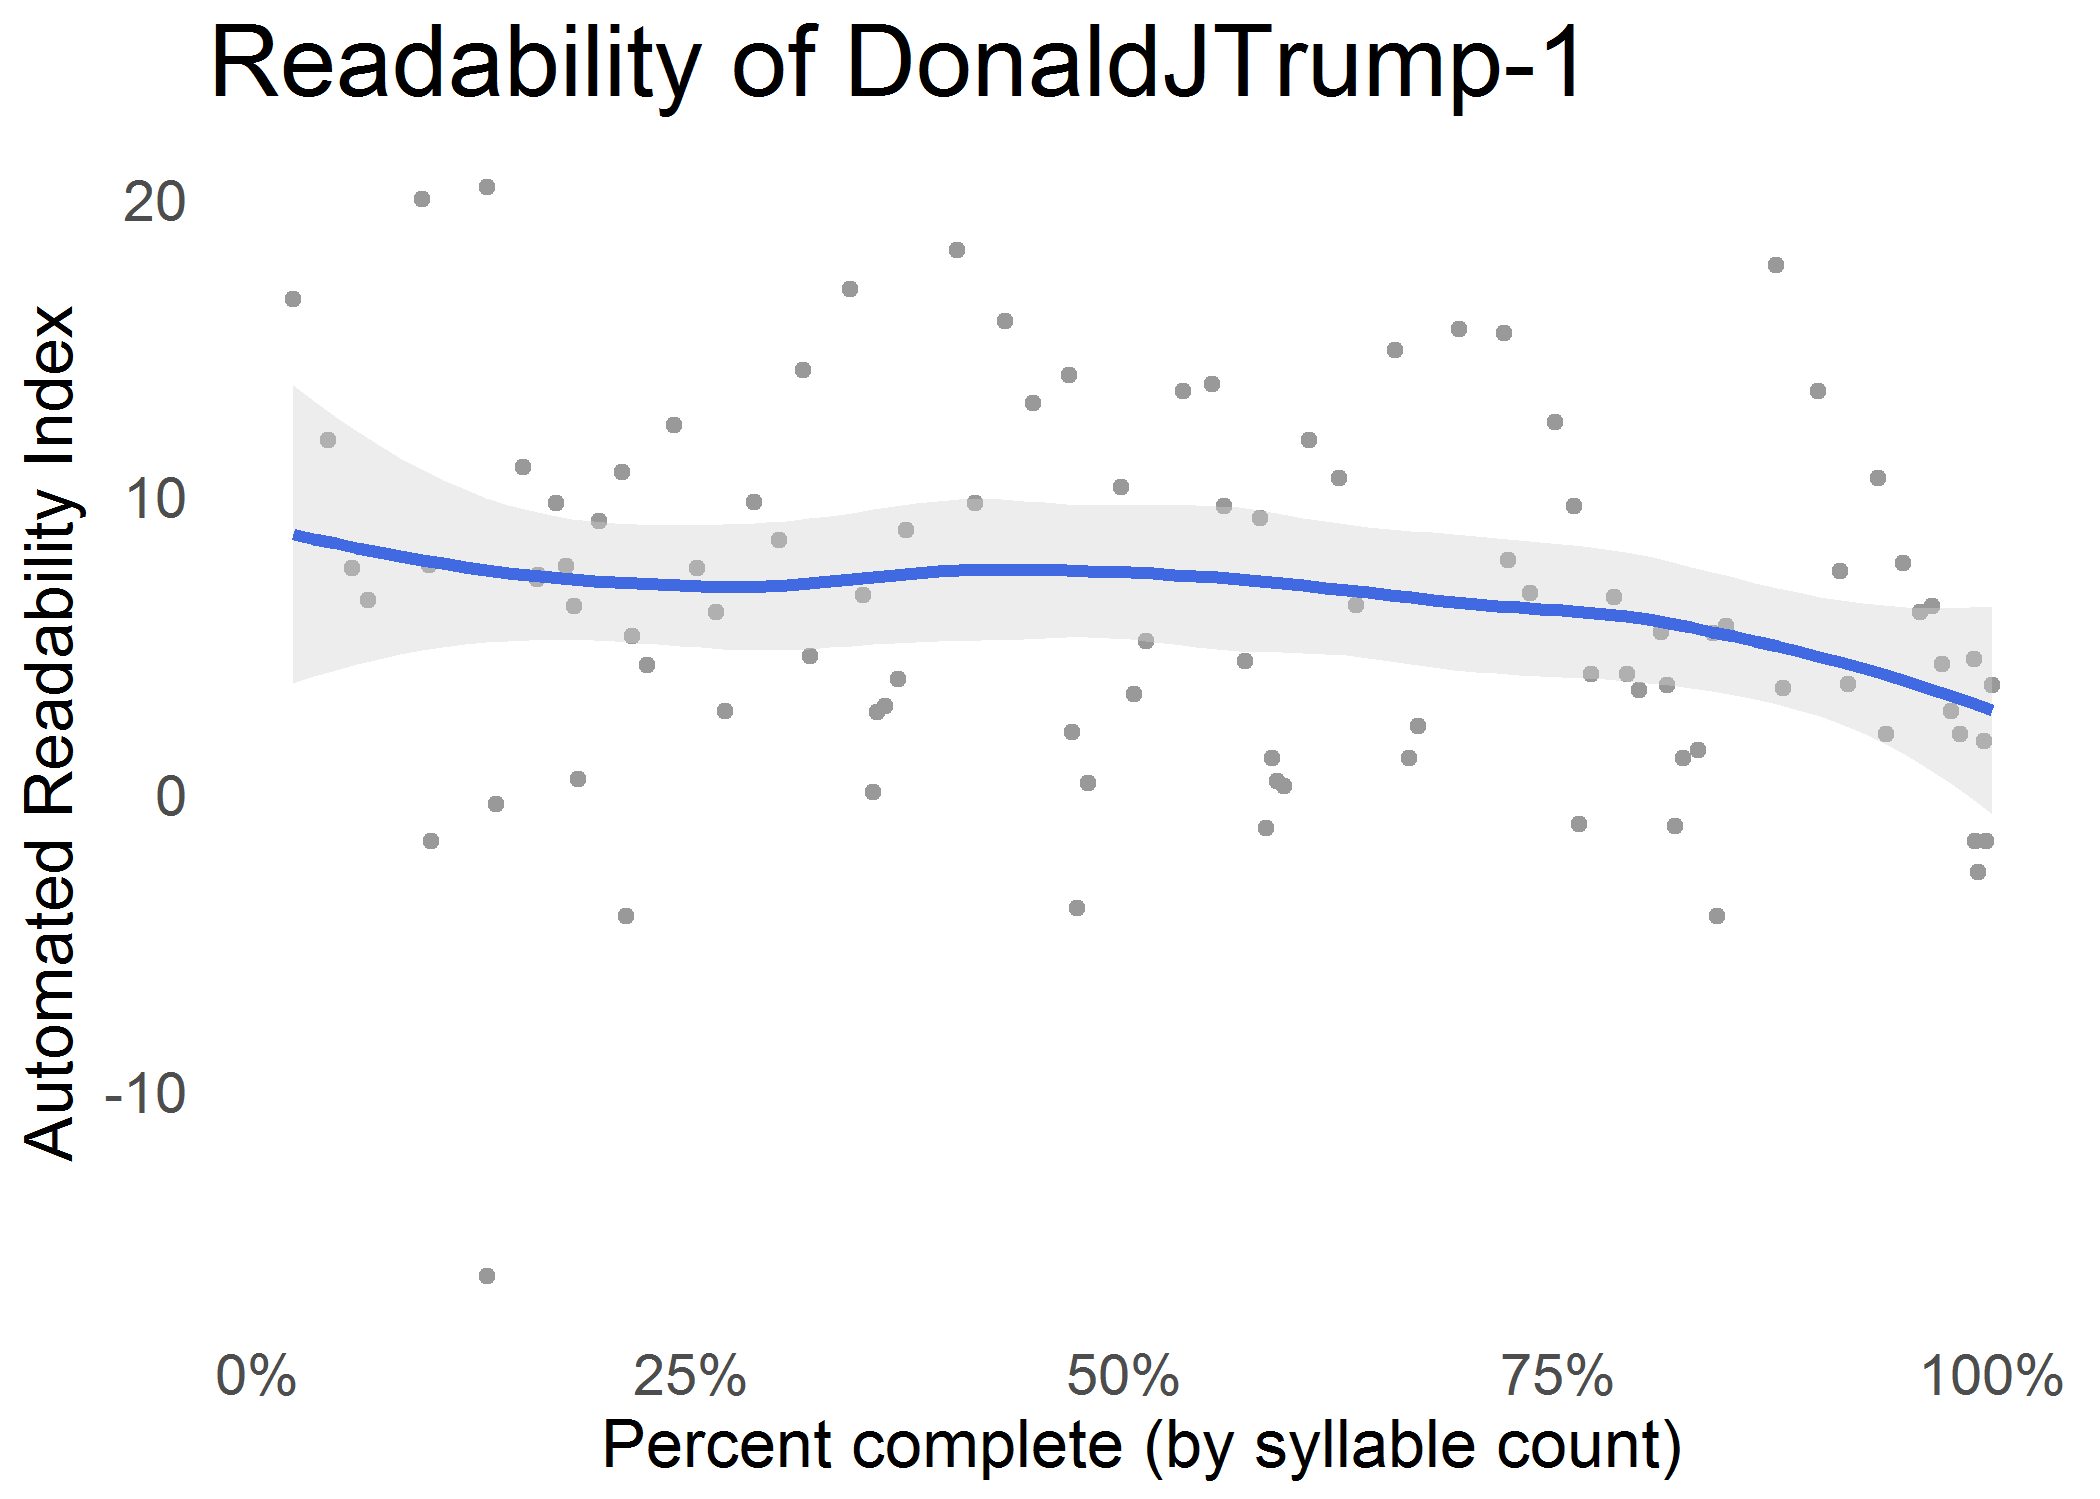 Readability of DonaldJTrump-1
Automated Readability Index
20
10
0
-10
0% 25% 50% 75% 100%
Percent complete (by syllable count)